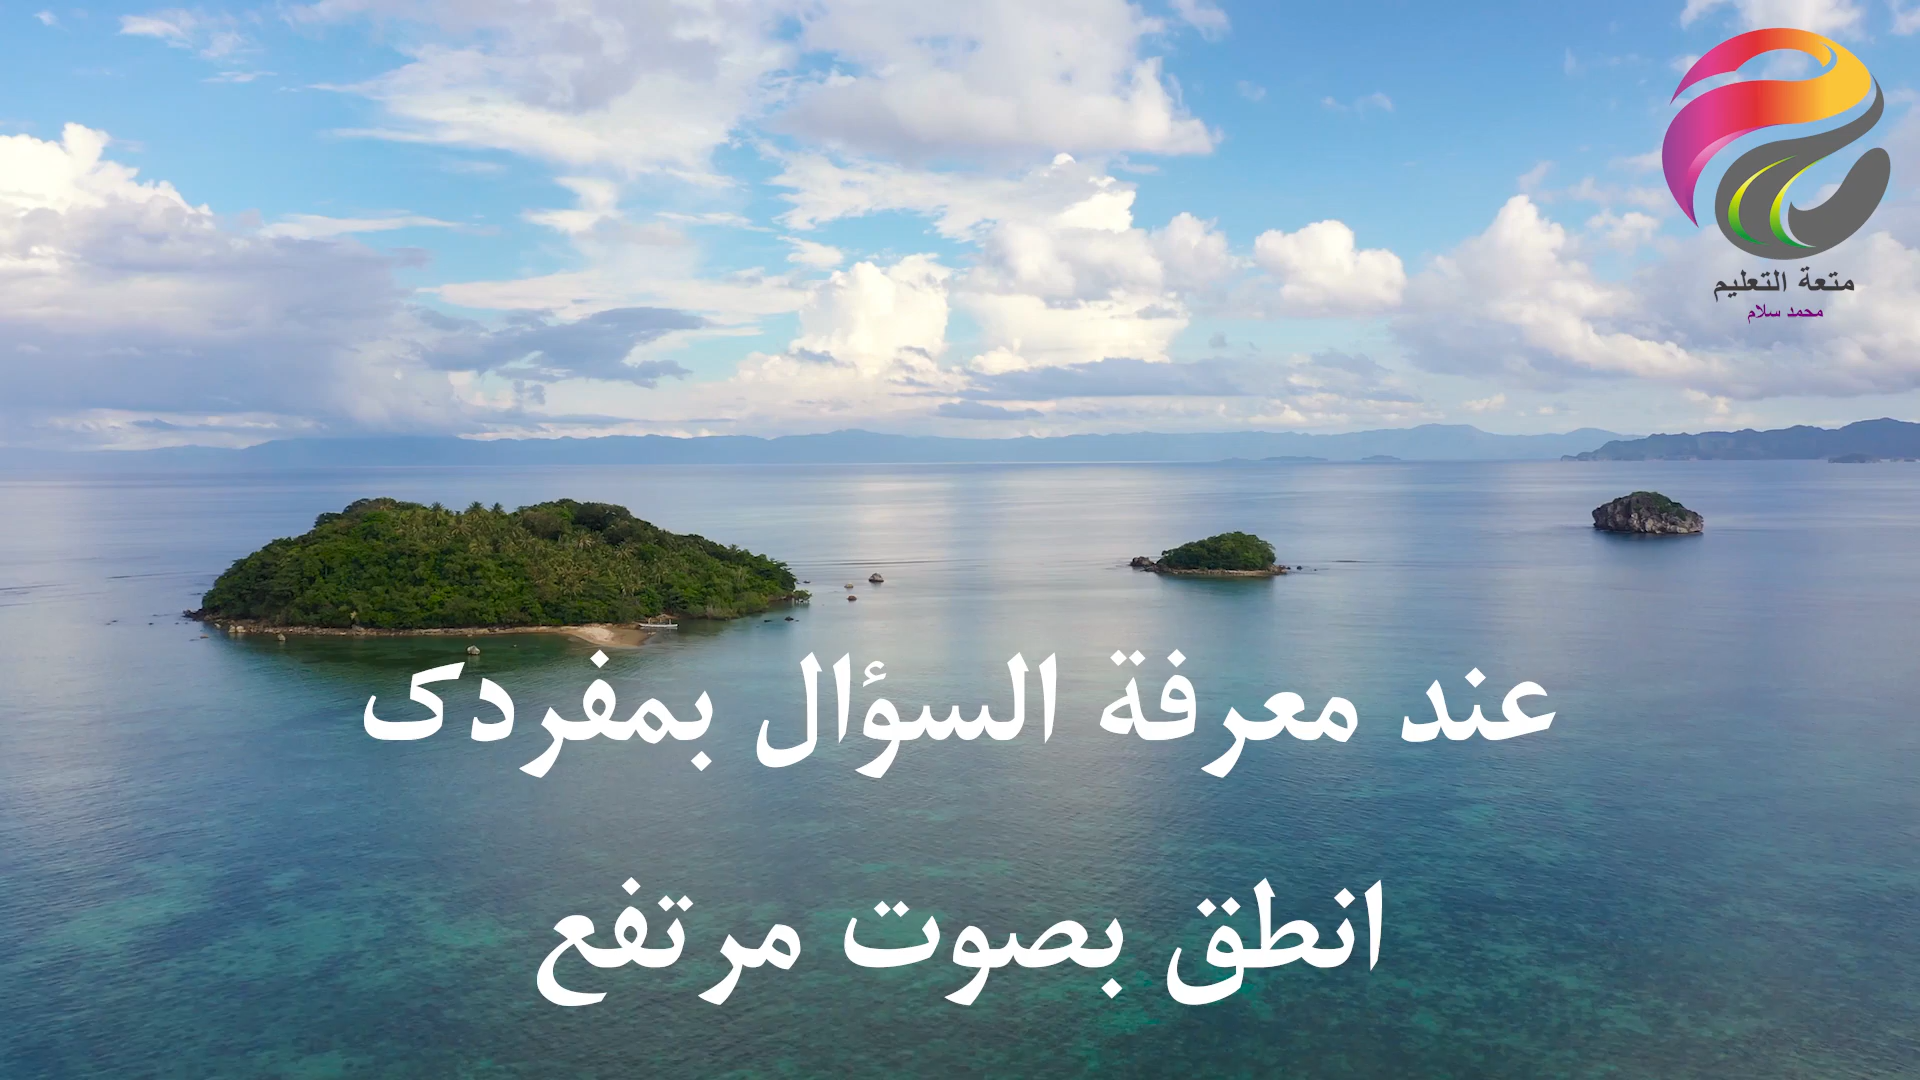 متعة التعليم
محمد سلام
عند معرفة السؤال بمفردک
انطق بصوت مرتفع